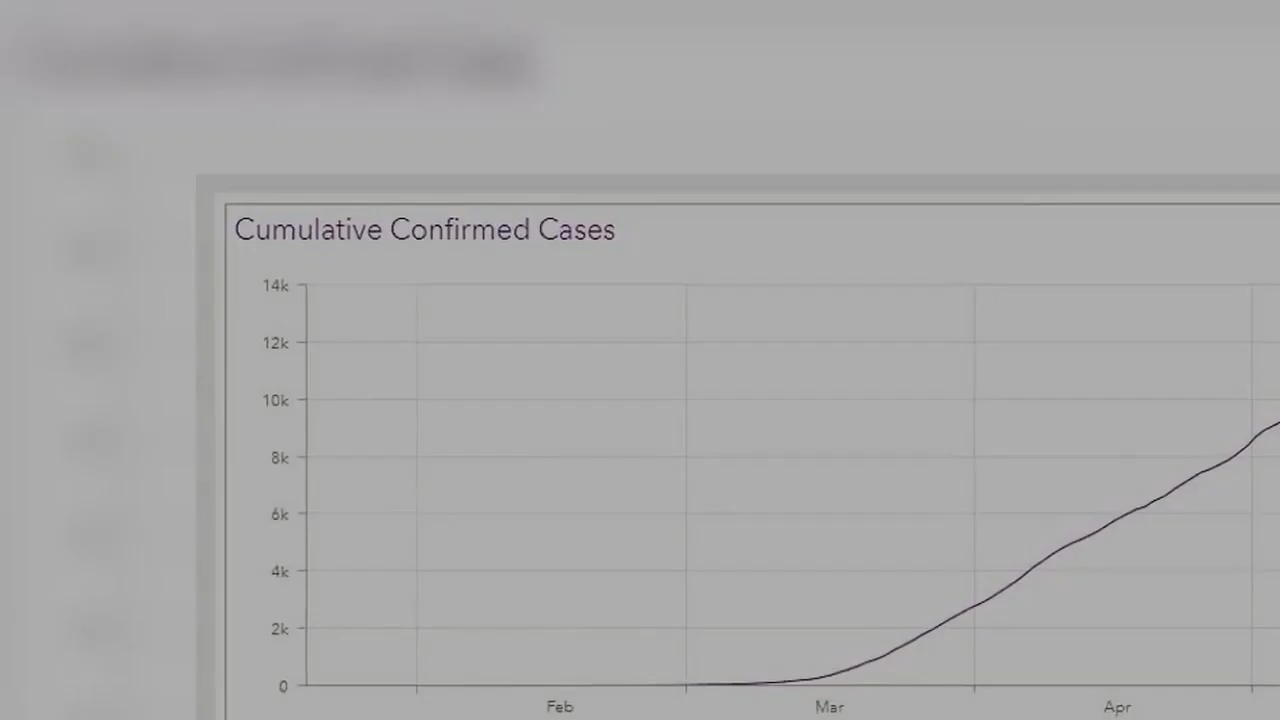 Cumulative Confirmed Cases
14k
12k
10k
8k
6k
4k
2k
0
Feb Mar Apr